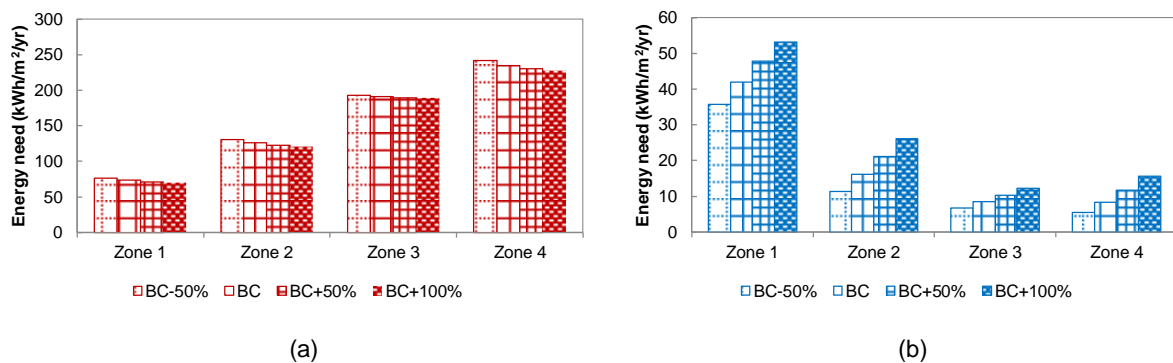 Energy need (kWh/m²/yr)
300
250
200
150
100
50
0
Zone 1 Zone 2 Zone 3 Zone 4
BC-50% BC BC+50% BC+100%
(a)
Energy need (kWh/m²/yr)
60
50
40
30
20
10
0
Zone 1 Zone 2 Zone 3 Zone 4
BC-50% BC BC+50% BC+100%
(b)